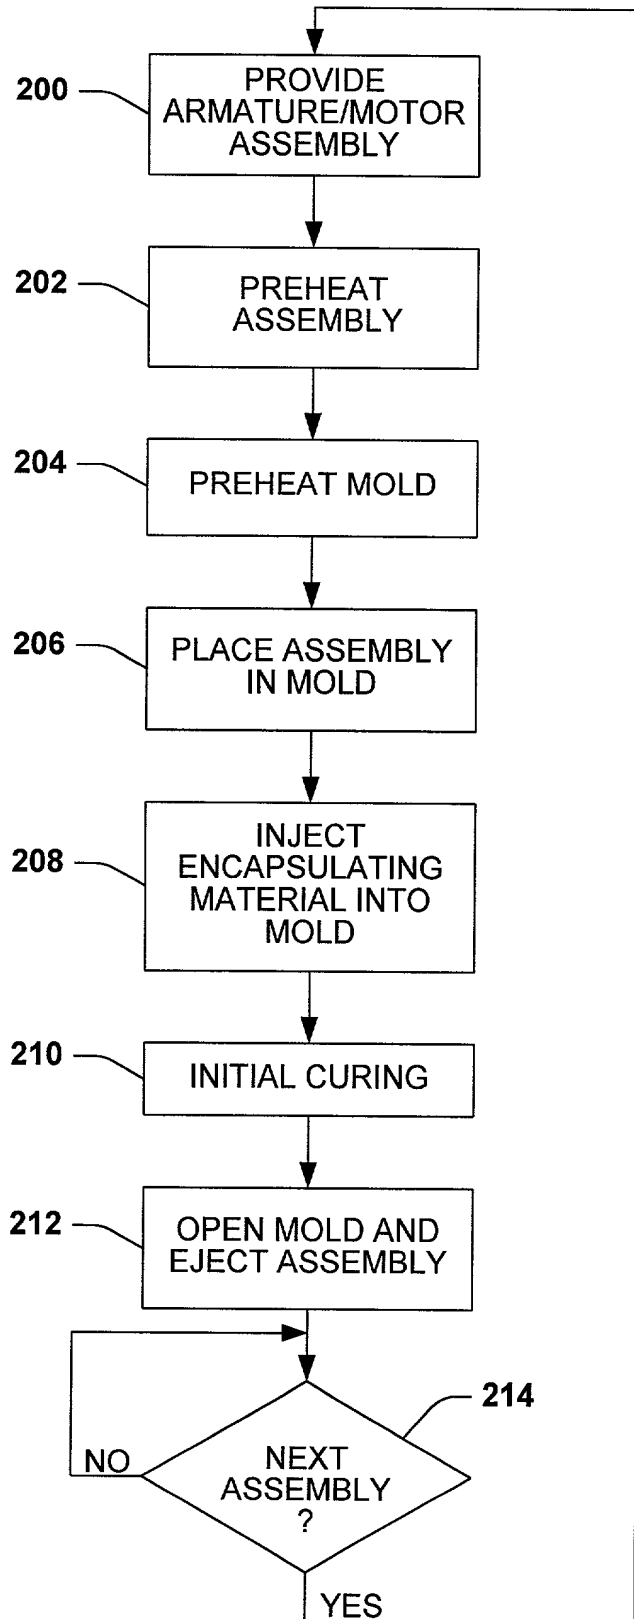 200
PROVIDE
ARMATURE/MOTOR
ASSEMBLY
202
PREHEAT
ASSEMBLY
204
PREHEAT MOLD
206
PLACE ASSEMBLY
IN MOLD
208
INJECT
ENCAPSULATING
MATERIAL INTO
MOLD
210
INITIAL CURING
212
OPEN MOLD AND
EJECT ASSEMBLY
214
NO
NEXT
ASSEMBLY
?
YES